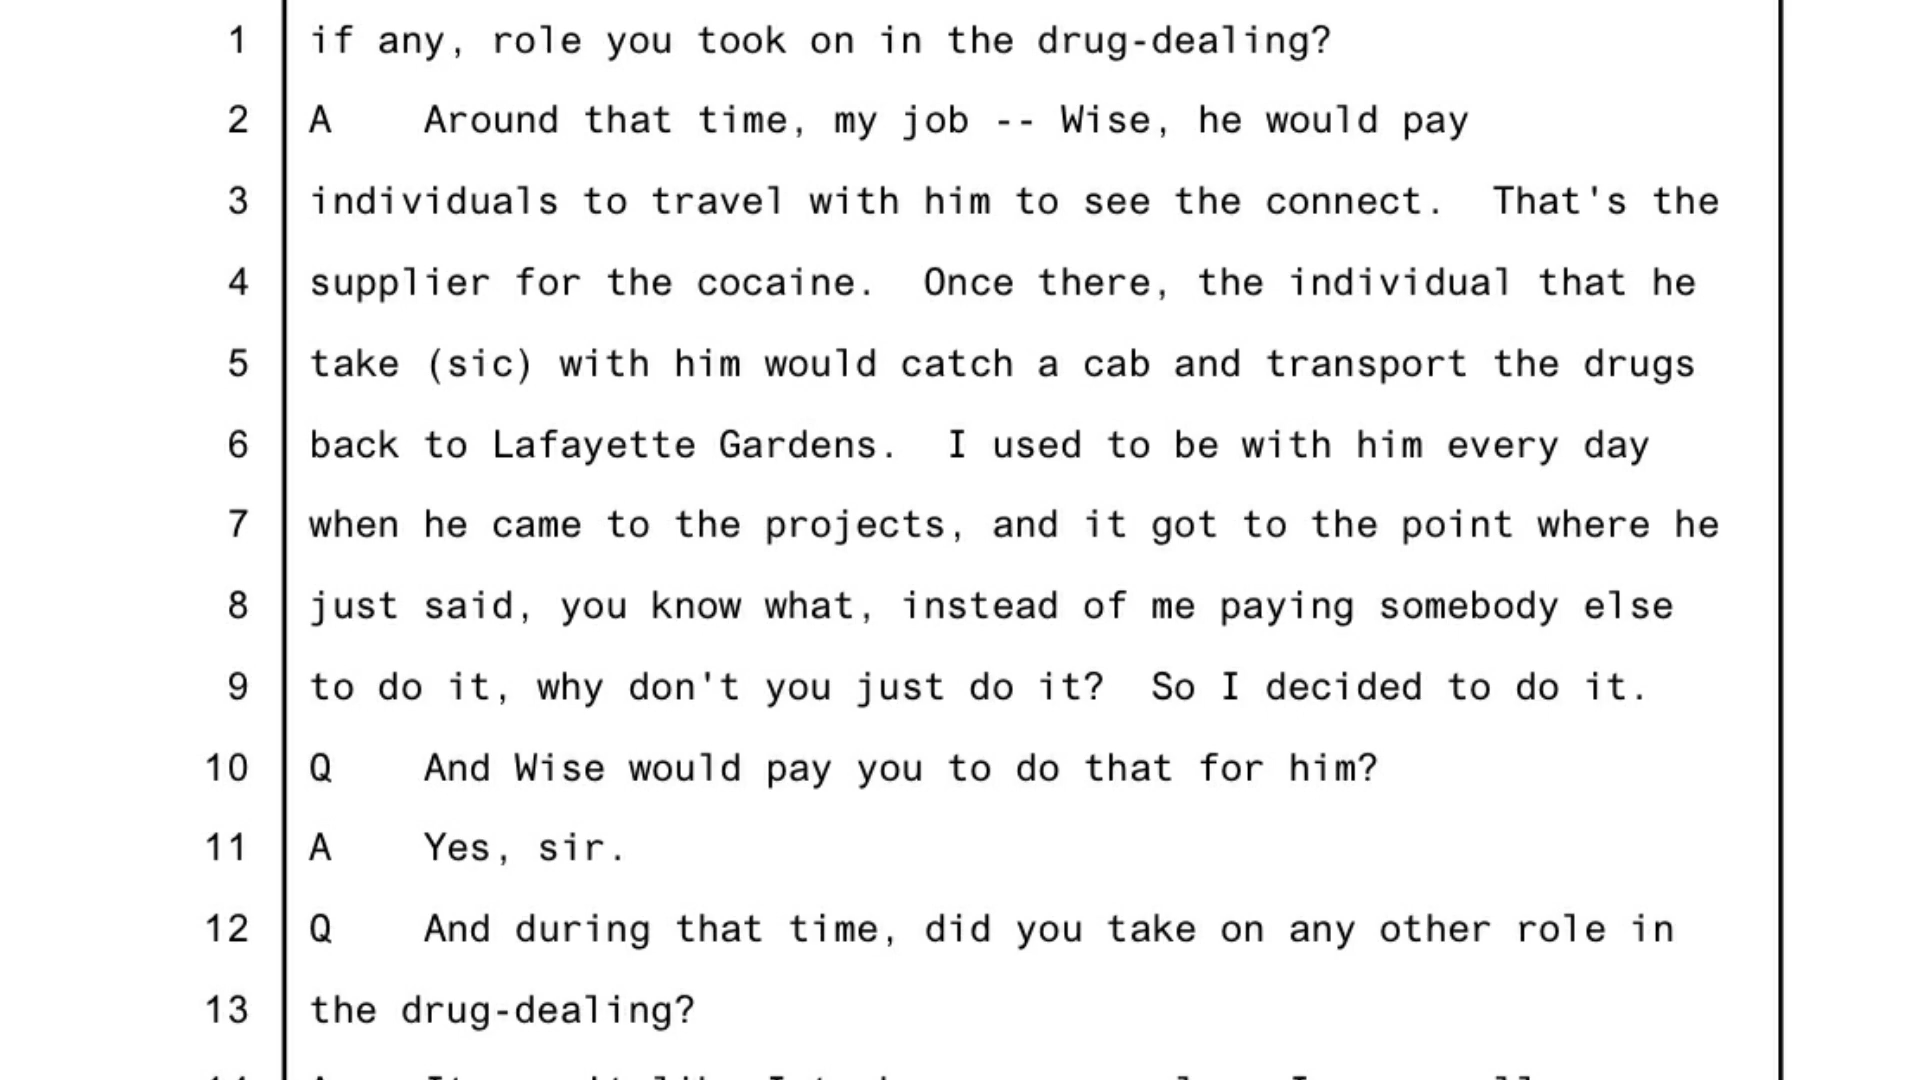 1 if any, role you took on in the drug-dealing?
2 A Around that time, my job -- Wise, he would pay
3 individuals to travel with him to see the connect. That's the
4 supplier for the cocaine. Once there, the individual that he
5 take (sic) with him would catch a cab and transport the drugs
6 back to Lafayette Gardens. I used to be with him every day
7 when he came to the projects, and it got to the point where he
8 just said, you know what, instead of me paying somebody else
9 to do it, why don't you just do it? So I decided to do it.
10 Q And Wise would pay you to do that for him?
11 A Yes, sir.
12 Q And during that time, did you take on any other role in
13 the drug-dealing?